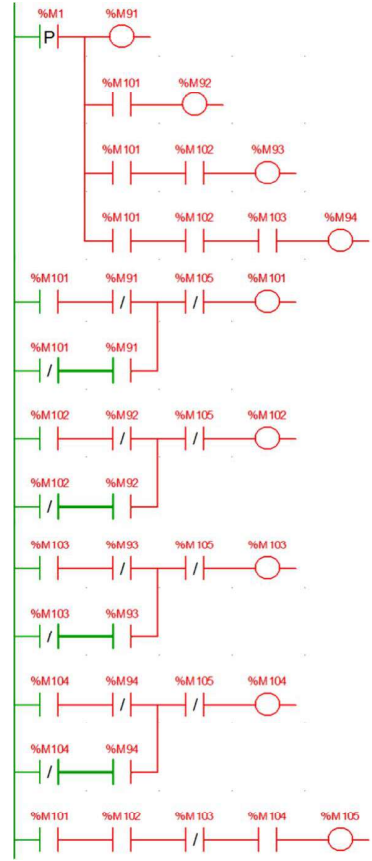 %M1 %M91
P
%M101 %M92
%M101 %M102 %M93
%M101 %M102 %M103 %M94
%M101 %M91 %M105 %M101
/ /
%M101 %M91
/
%M102 %M92 %M105 %M102
/ /
%M102 %M92
/
%M103 %M93 %M105 %M103
/ /
%M103 %M93
/
%M104 %M94 %M105 %M104
/ /
%M104 %M94
/
%M101 %M102 %M103 %M104 %M105
/